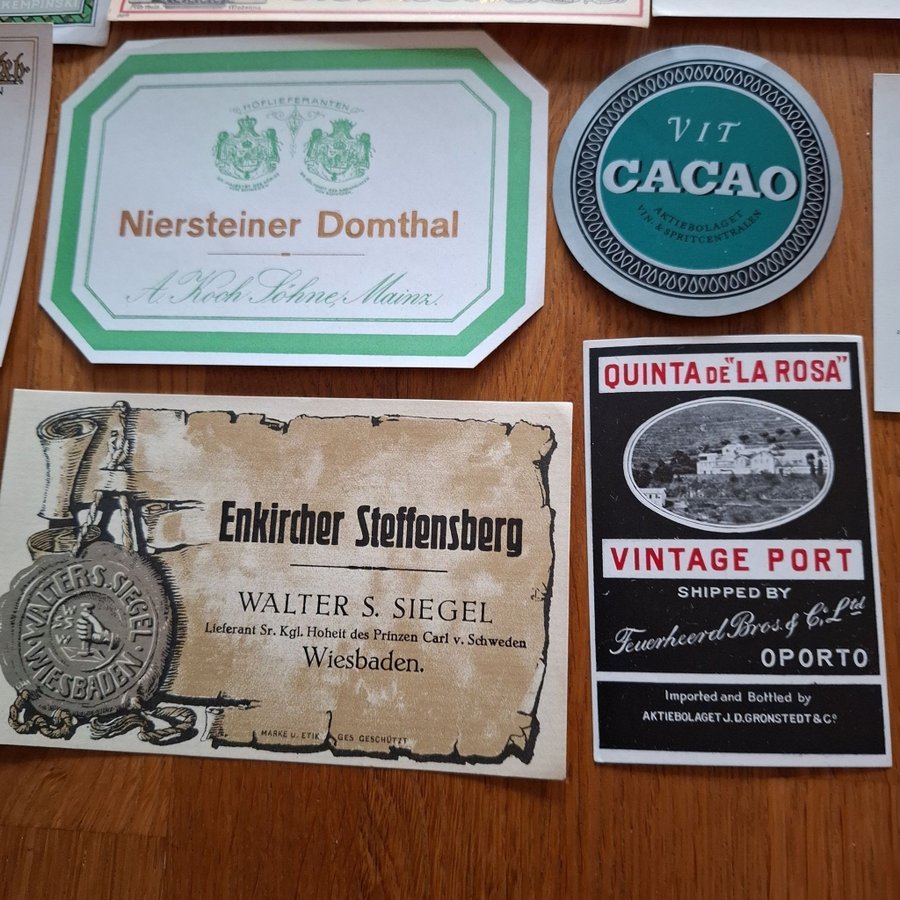 KEMPINSKI
HOFLIEFERANTEN
Niersteiner Domthal
A. Koch Söhne, Mainz.
VIT
CACAO
AKTIEBOLAGET
VIN- & SPRITCENTRALEN
Enkircher Steffensberg
WALTER S. SIEGEL
Lieferant Sr. Kgl. Hoheit des Prinzen Carl v. Schweden
Wiesbaden.
WALTER S. SIEGEL
WIESBADEN
MARKE u. ETIK GES GESCHÜTZT
QUINTA DE "LA ROSA"
VINTAGE PORT
SHIPPED BY
Feuerheerd Bros. & Co. Ltd
OPORTO
Imported and Bottled by
AKTIEBOLAGET J. D. GRONSTEDT & Co